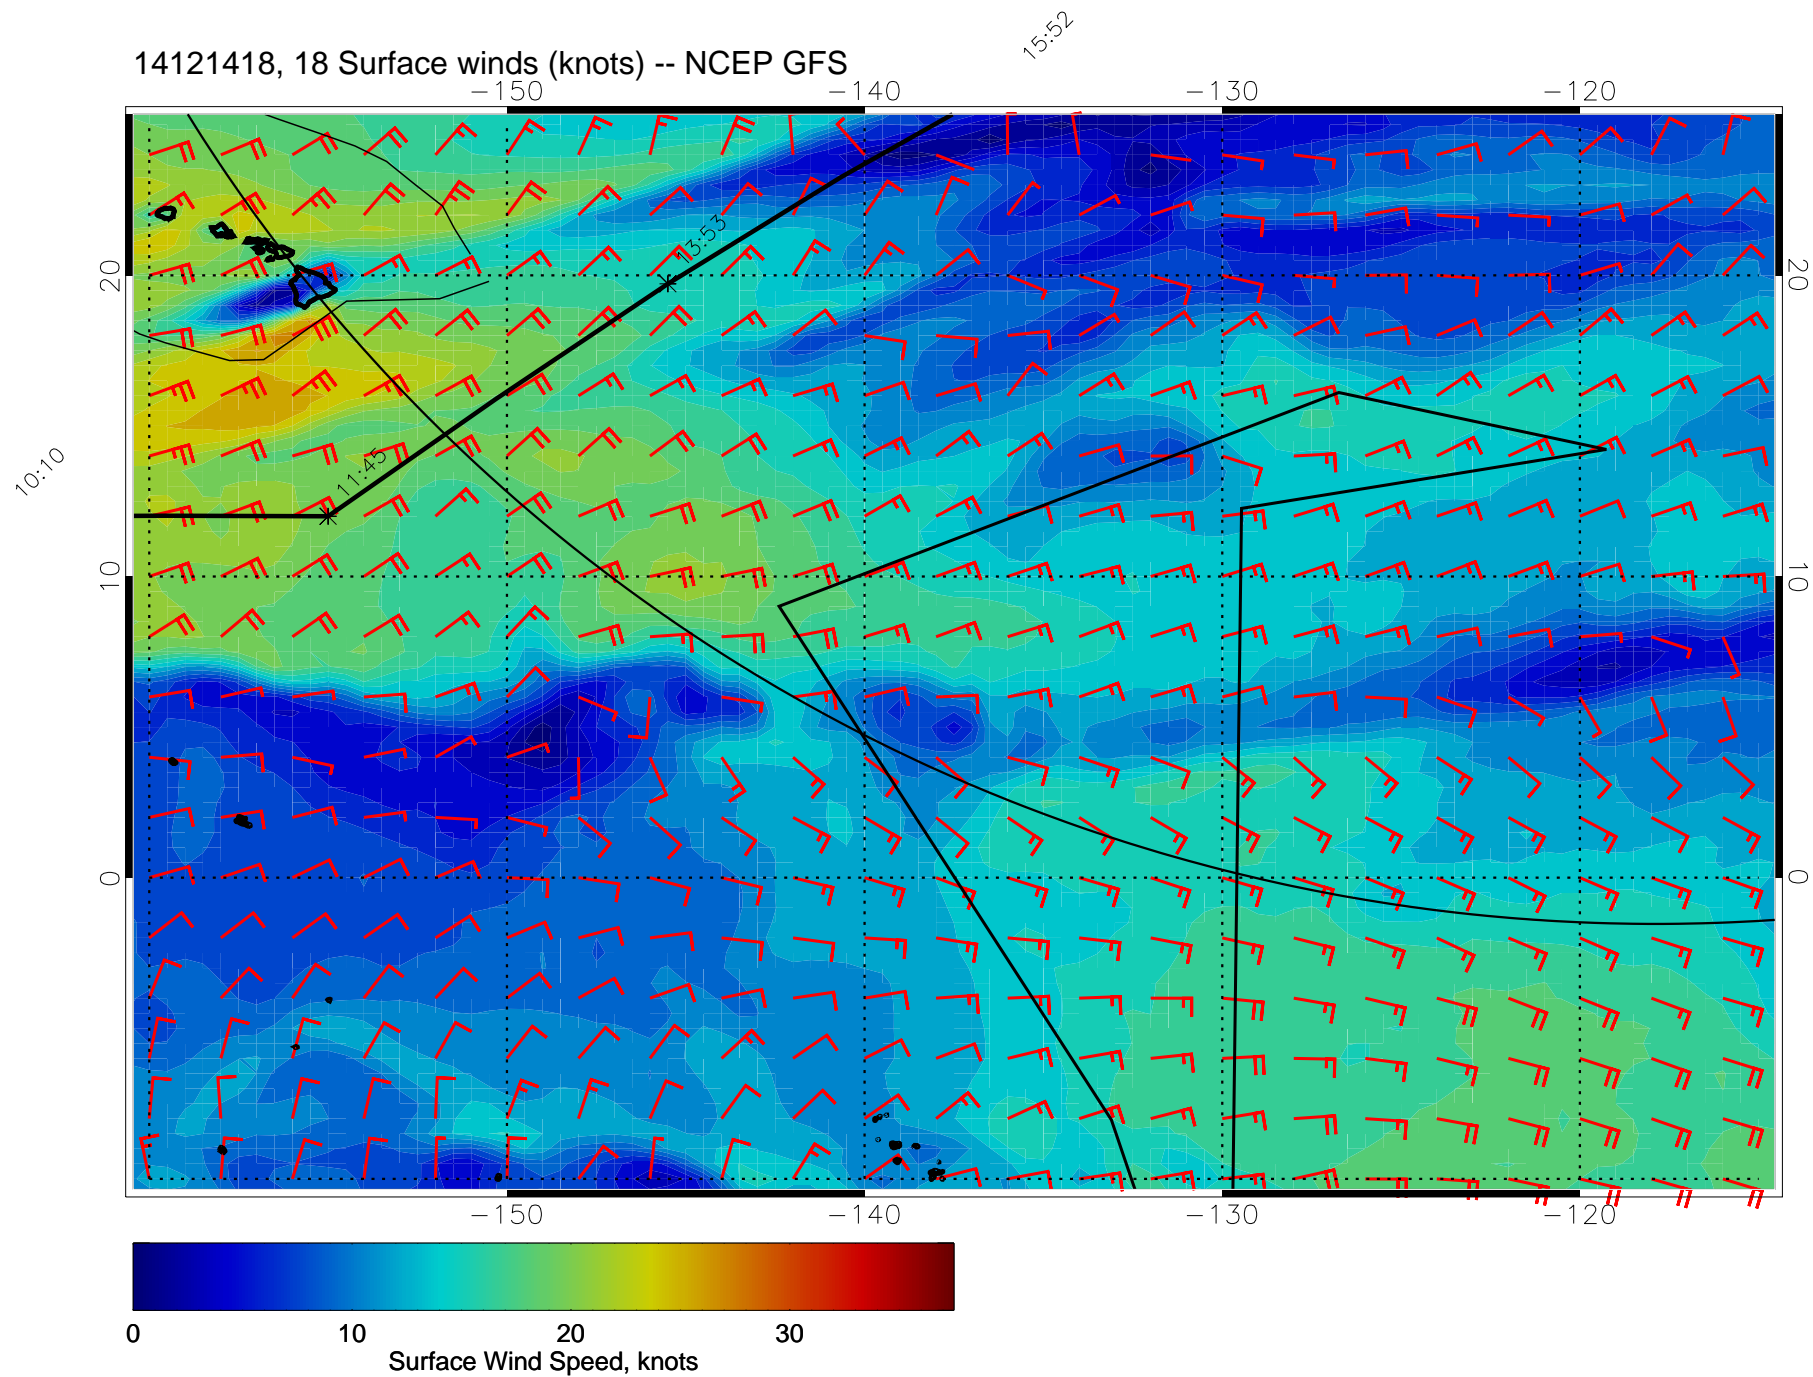 15:52
14121418, 18 Surface winds (knots) -- NCEP GFS
−150 −140 −130 −120
13:53
20 20
11:45
10:10
10 10
0 0
−150 −140 −130 −120
0 10 20 30
Surface Wind Speed, knots